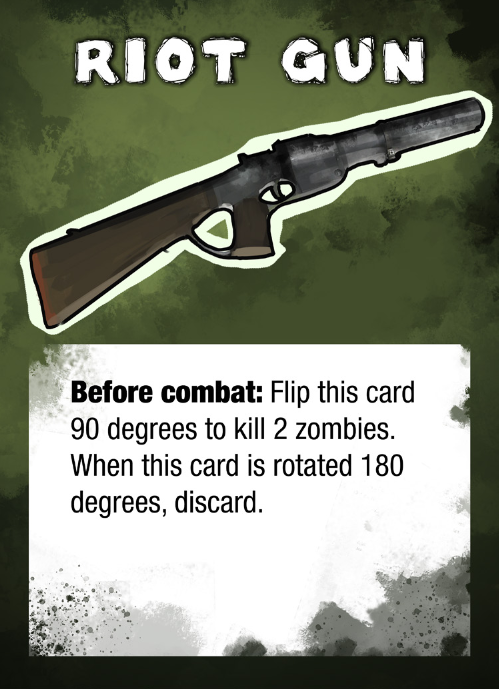 RIOT GUN
Before combat: Flip this card
90 degrees to kill 2 zombies.
When this card is rotated 180
degrees, discard.